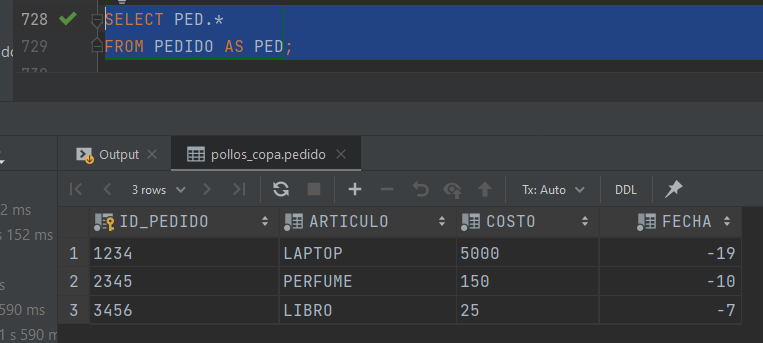 728 SELECT PED.*
do 729 FROM PEDIDO AS PED;
730
Output pollos_copa.pedido
3 rows Tx: Auto DDL
ID_PEDIDO ARTICULO COSTO FECHA
2 ms 1 1234 LAPTOP 5000 -19
s 152 ms 2 2345 PERFUME 150 -10
s 3 3456 LIBRO 25 -7
590 ms
1 s 590 m